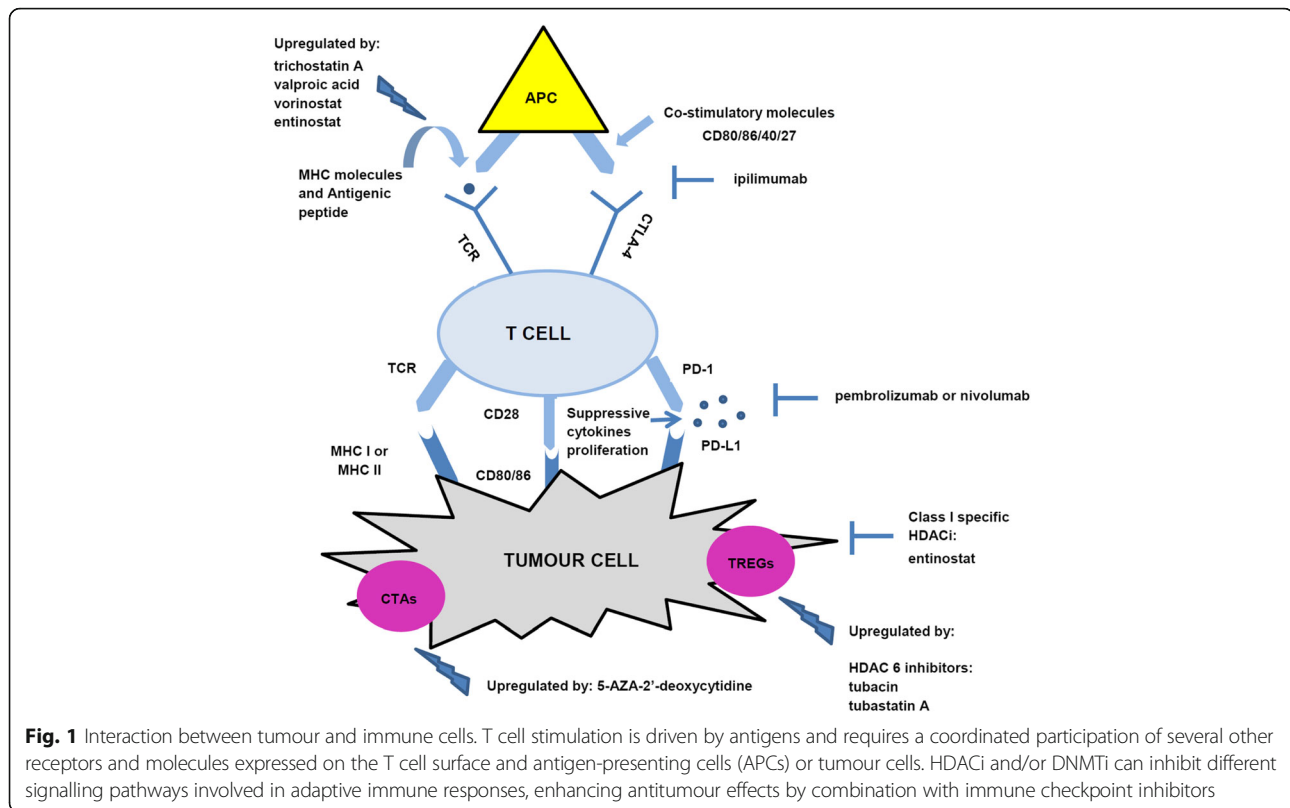 Upregulated by:
trichostatin A
valproic acid
vorinostat
entinostat
APC
Co-stimulatory molecules
CD80/86/40/27
MHC molecules
and Antigenic
peptide
ipilimumab
TCR
CTLA-4
T CELL
TCR
PD-1
CD28
Suppressive
cytokines
proliferation
pembrolizumab or nivolumab
PD-L1
MHC I or
MHC II
CD80/86
Class I specific
HDACi:
entinostat
TUMOUR CELL
TREGs
CTAs
Upregulated by:
HDAC 6 inhibitors:
tubacin
tubastatin A
Upregulated by: 5-AZA-2’-deoxycytidine
Fig. 1 Interaction between tumour and immune cells. T cell stimulation is driven by antigens and requires a coordinated participation of several other
receptors and molecules expressed on the T cell surface and antigen-presenting cells (APCs) or tumour cells. HDACi and/or DNMTi can inhibit different
signalling pathways involved in adaptive immune responses, enhancing antitumour effects by combination with immune checkpoint inhibitors